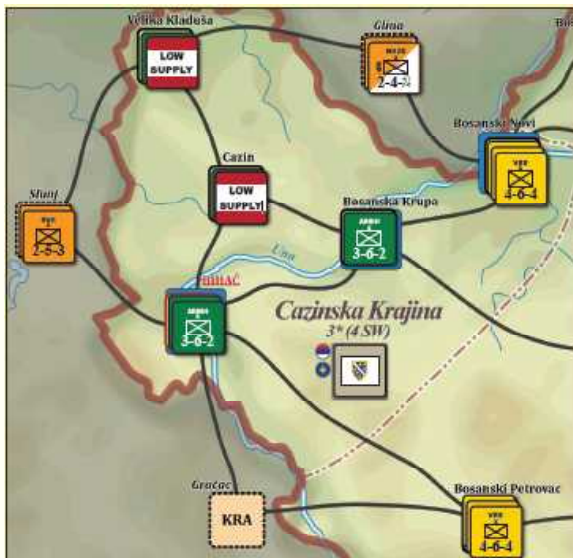 Velika Kladuša
LOW
SUPPLY
Glina
2-4-
Bosanski Novi
4-6-4
Cazin
LOW
SUPPLY
Bosanska Krupa
3-6-2
Slunj
2-5-3
Una
BIHAĆ
3-6-2
Cazinska Krajina
3* (4 SW)
Gračac
KRA
Bosanski Petrovac
4-6-4